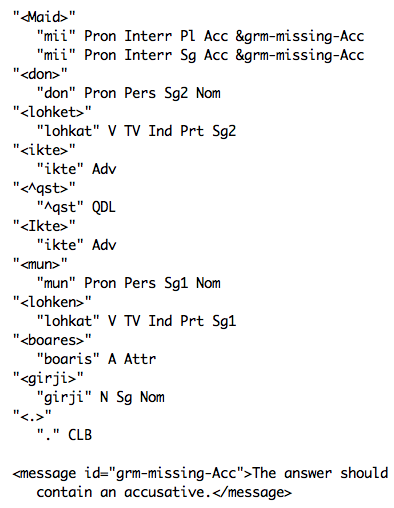 "<Maid>"
"mii" Pron Interr Pl Acc &grm-missing-Acc
"mii" Pron Interr Sg Acc &grm-missing-Acc
"<don>"
"don" Pron Pers Sg2 Nom
"<lohket>"
"lohkat" V TV Ind Prt Sg2
"<ikte>"
"ikte" Adv
"<^qst>"
"^qst" QDL
"<Ikte>"
"ikte" Adv
"<mun>"
"mun" Pron Pers Sg1 Nom
"<lohken>"
"lohkat" V TV Ind Prt Sg1
"<boares>"
"boaris" A Attr
"<girji>"
"girji" N Sg Nom
"<.>"
"." CLB
<message id="grm-missing-Acc">The answer should
contain an accusative.</message>